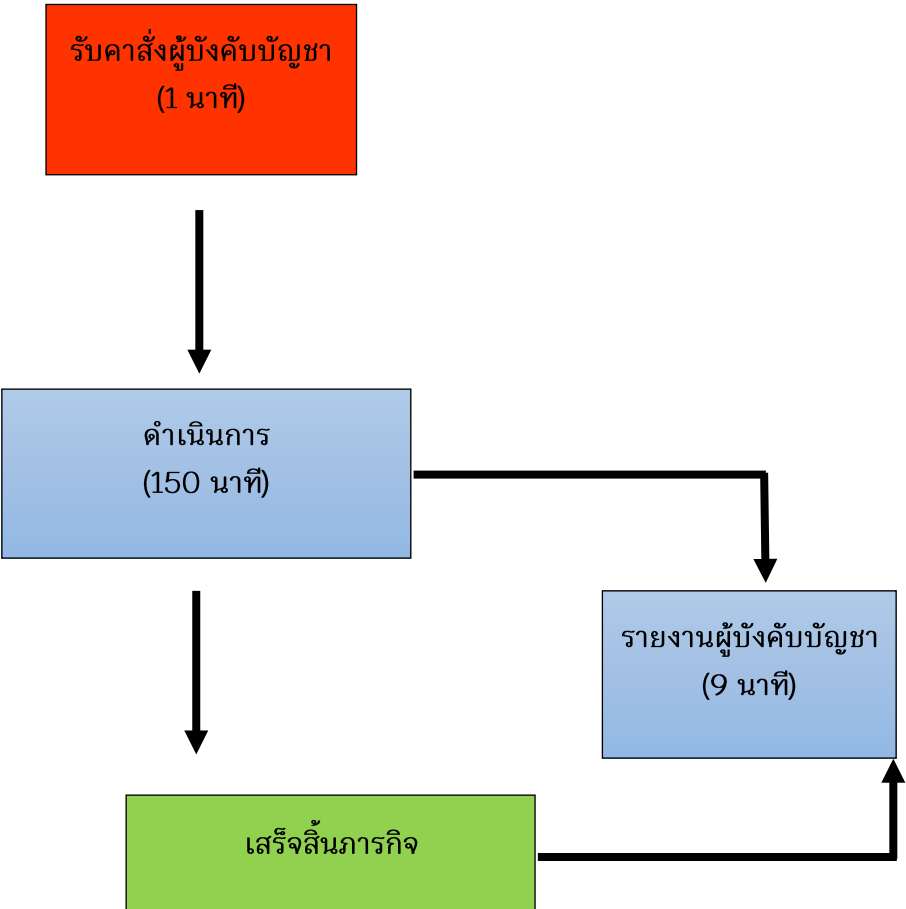 รับคาสั่งผู้บังคับบัญชา
(1 นาที)
ดำเนินการ
(150 นาที)
รายงานผู้บังคับบัญชา
(9 นาที)
เสร็จสิ้นภารกิจ